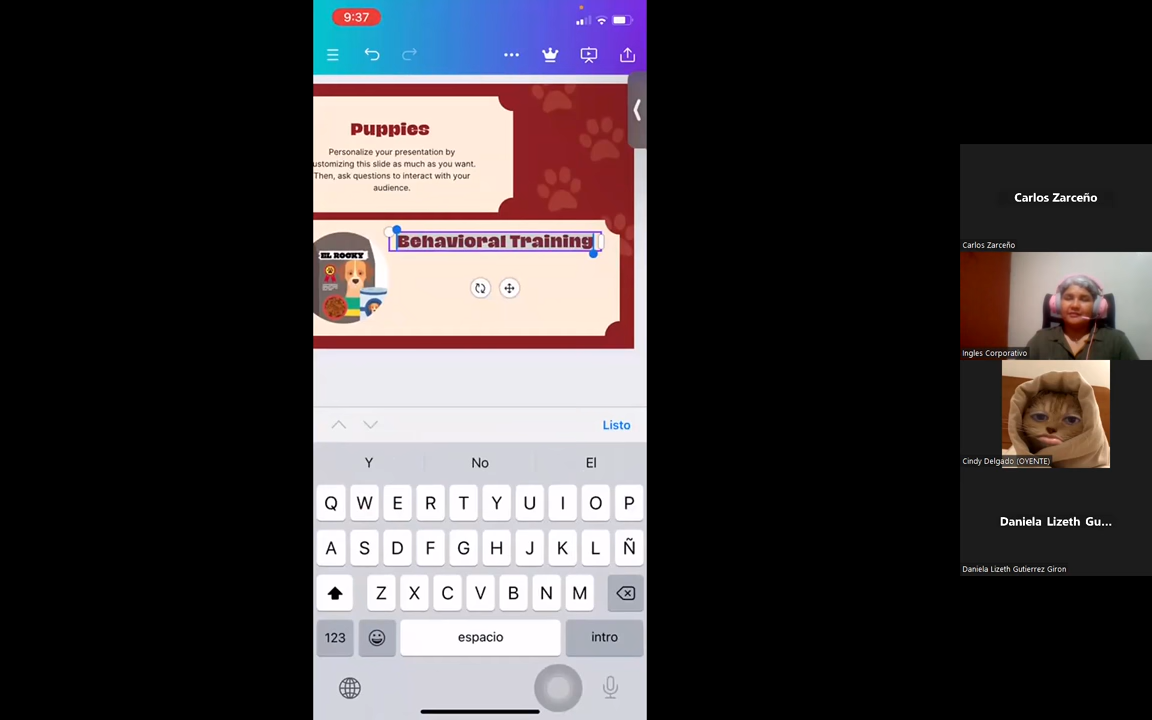 9:37
Puppies
Personalize your presentation by
ustomizing this slide as much as you want.
Then, ask questions to interact with your
audience.
EL ROCKY
Behavioral Training
Listo
Y No El
Q W E R T Y U I O P
A S D F G H J K L Ñ
Z X C V B N M
123 espacio intro
Carlos Zarceño
Carlos Zarceño
Ingles Corporativo
Cindy Delgado (OYENTE)
Daniela Lizeth Gu...
Daniela Lizeth Gutierrez Giron